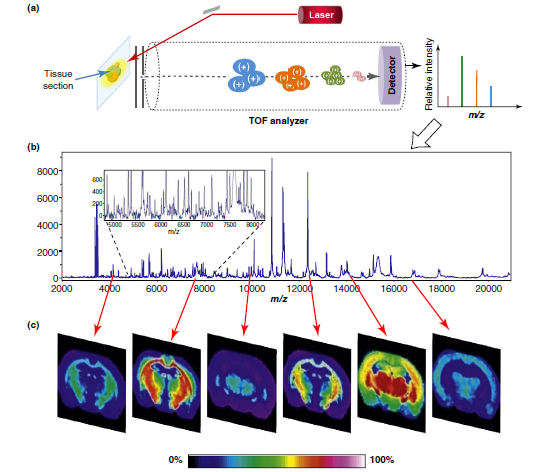 (a)
Laser
Tissue
section
(+) (+) (+) (+)
(+) (+) (+) (+)
(+) (+) (+)
Detector
TOF analyzer
Relative intensity
m/z
(b)
600
400
200
0
5000 5500 6000 6500 7000 7500 8000
m/z
8000
6000
4000
2000
0
2000 4000 6000 8000 10000 12000 14000 16000 18000 20000
m/z
(c)
0% 100%